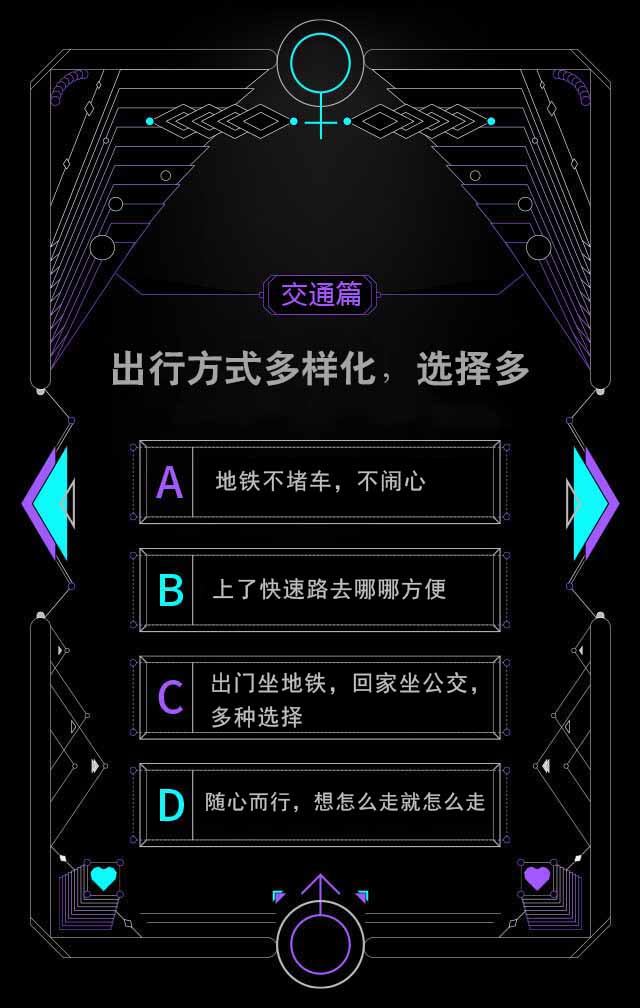 交通篇
出行方式多样化，选择多
A 地铁不堵车，不闹心
B 上了快速路去哪哪方便
C 出门坐地铁，回家坐公交，
多种选择
D 随心而行，想怎么走就怎么走